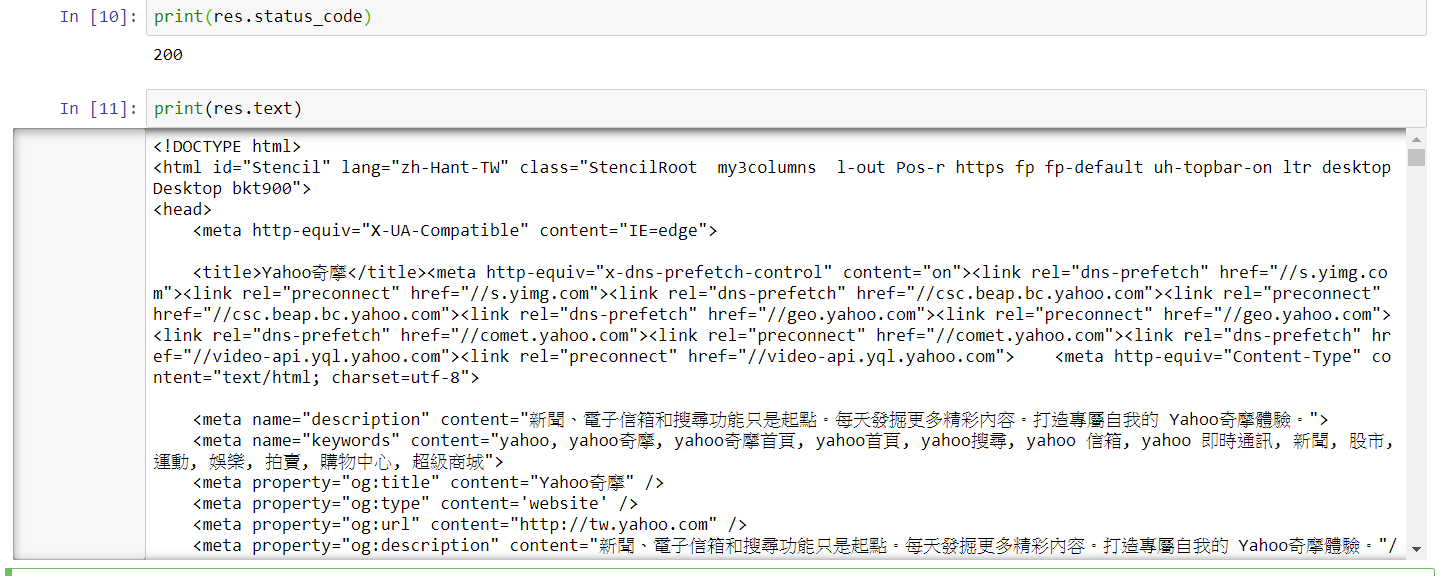 In [10]: print(res.status_code)
200
In [11]: print(res.text)
<!DOCTYPE html>
<html id="Stencil" lang="zh-Hant-TW" class="StencilRoot  my3columns  l-out Pos-r https fp fp-default uh-topbar-on ltr desktop
Desktop bkt900">
<head>
    <meta http-equiv="X-UA-Compatible" content="IE=edge">
    <title>Yahoo奇摩</title><meta http-equiv="x-dns-prefetch-control" content="on"><link rel="dns-prefetch" href="//s.yimg.co
m"><link rel="preconnect" href="//s.yimg.com"><link rel="dns-prefetch" href="//csc.beap.bc.yahoo.com"><link rel="preconnect"
href="//csc.beap.bc.yahoo.com"><link rel="dns-prefetch" href="//geo.yahoo.com"><link rel="preconnect" href="//geo.yahoo.com">
<link rel="dns-prefetch" href="//comet.yahoo.com"><link rel="preconnect" href="//comet.yahoo.com"><link rel="dns-prefetch" hr
ef="//video-api.yql.yahoo.com"><link rel="preconnect" href="//video-api.yql.yahoo.com">    <meta http-equiv="Content-Type" co
ntent="text/html; charset=utf-8">
    <meta name="description" content="新聞、電子信箱和搜尋功能只是起點。每天發掘更多精彩內容。打造專屬自我的 Yahoo奇摩體驗。">
    <meta name="keywords" content="yahoo, yahoo奇摩, yahoo奇摩首頁, yahoo首頁, yahoo搜尋, yahoo 信箱, yahoo 即時通訊, 新聞, 股市,
運動, 娛樂, 拍賣, 購物中心, 超級商城">
    <meta property="og:title" content="Yahoo奇摩" />
    <meta property="og:type" content='website' />
    <meta property="og:url" content="http://tw.yahoo.com" />
    <meta property="og:description" content="新聞、電子信箱和搜尋功能只是起點。每天發掘更多精彩內容。打造專屬自我的 Yahoo奇摩體驗。"/